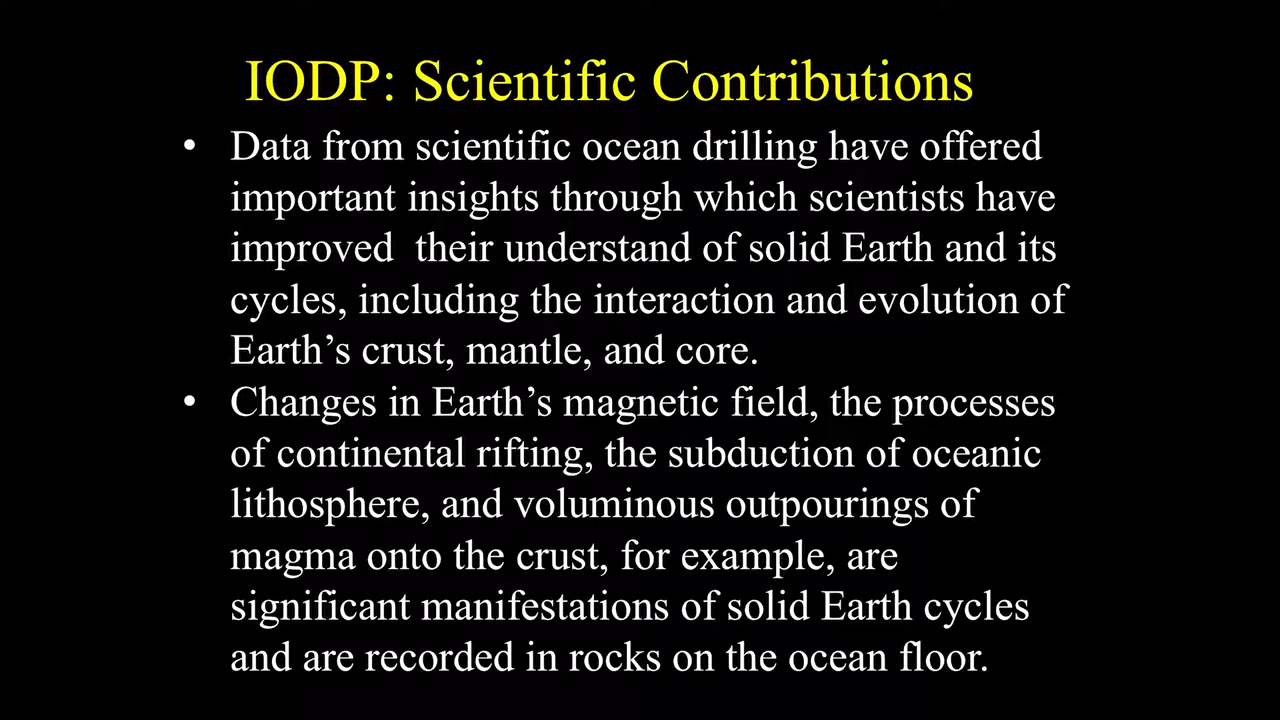 IODP: Scientific Contributions
• Data from scientific ocean drilling have offered
important insights through which scientists have
improved  their understand of solid Earth and its
cycles, including the interaction and evolution of
Earth’s crust, mantle, and core.
• Changes in Earth’s magnetic field, the processes
of continental rifting, the subduction of oceanic
lithosphere, and voluminous outpourings of
magma onto the crust, for example, are
significant manifestations of solid Earth cycles
and are recorded in rocks on the ocean floor.